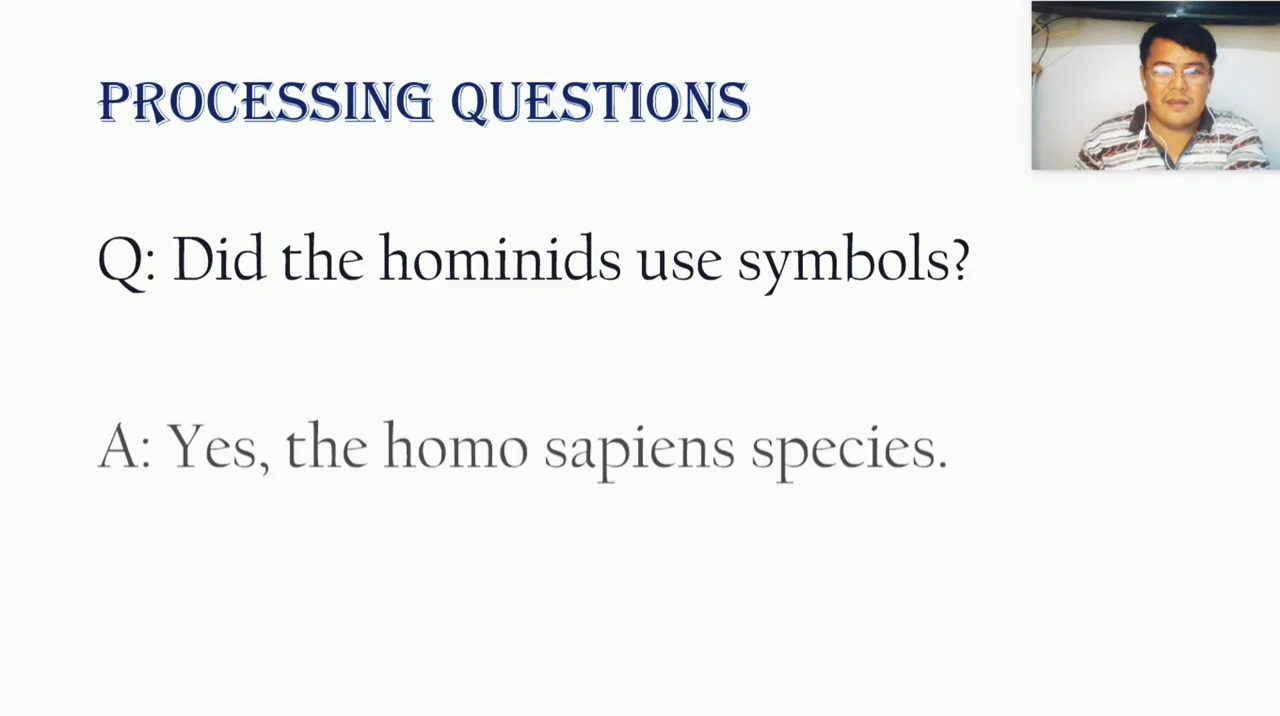 PROCESSING QUESTIONS
Q: Did the hominids use symbols?
A: Yes, the homo sapiens species.